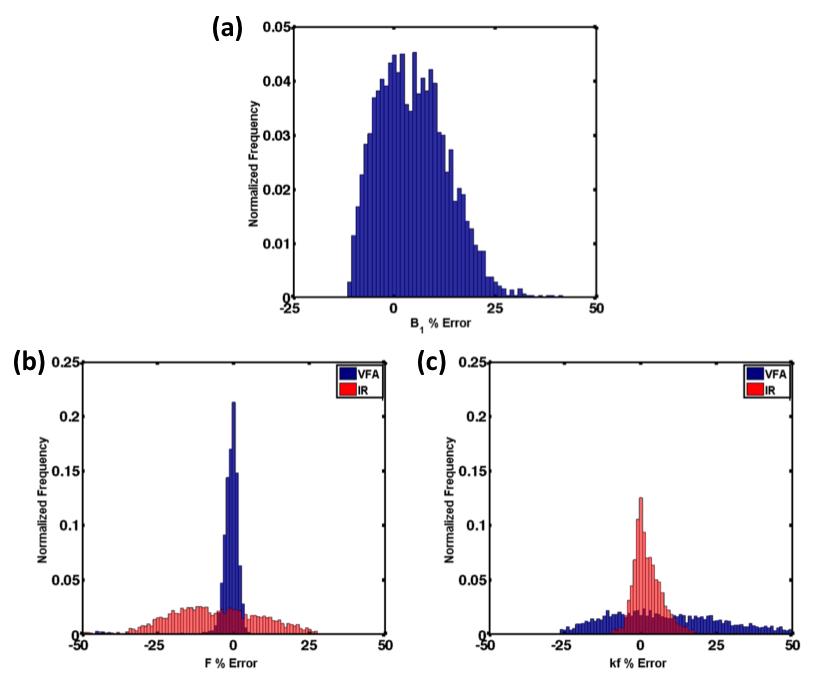 (a)
0.05
0.04
0.03
0.02
0.01
0
-25 0 25 50
Normalized Frequency
B1 % Error
(b)
0.25
0.2
0.15
0.1
0.05
0
-50 -25 0 25 50
Normalized Frequency
F % Error
VFA
IR
(c)
0.25
0.2
0.15
0.1
0.05
0
-50 -25 0 25 50
Normalized Frequency
kf % Error
VFA
IR